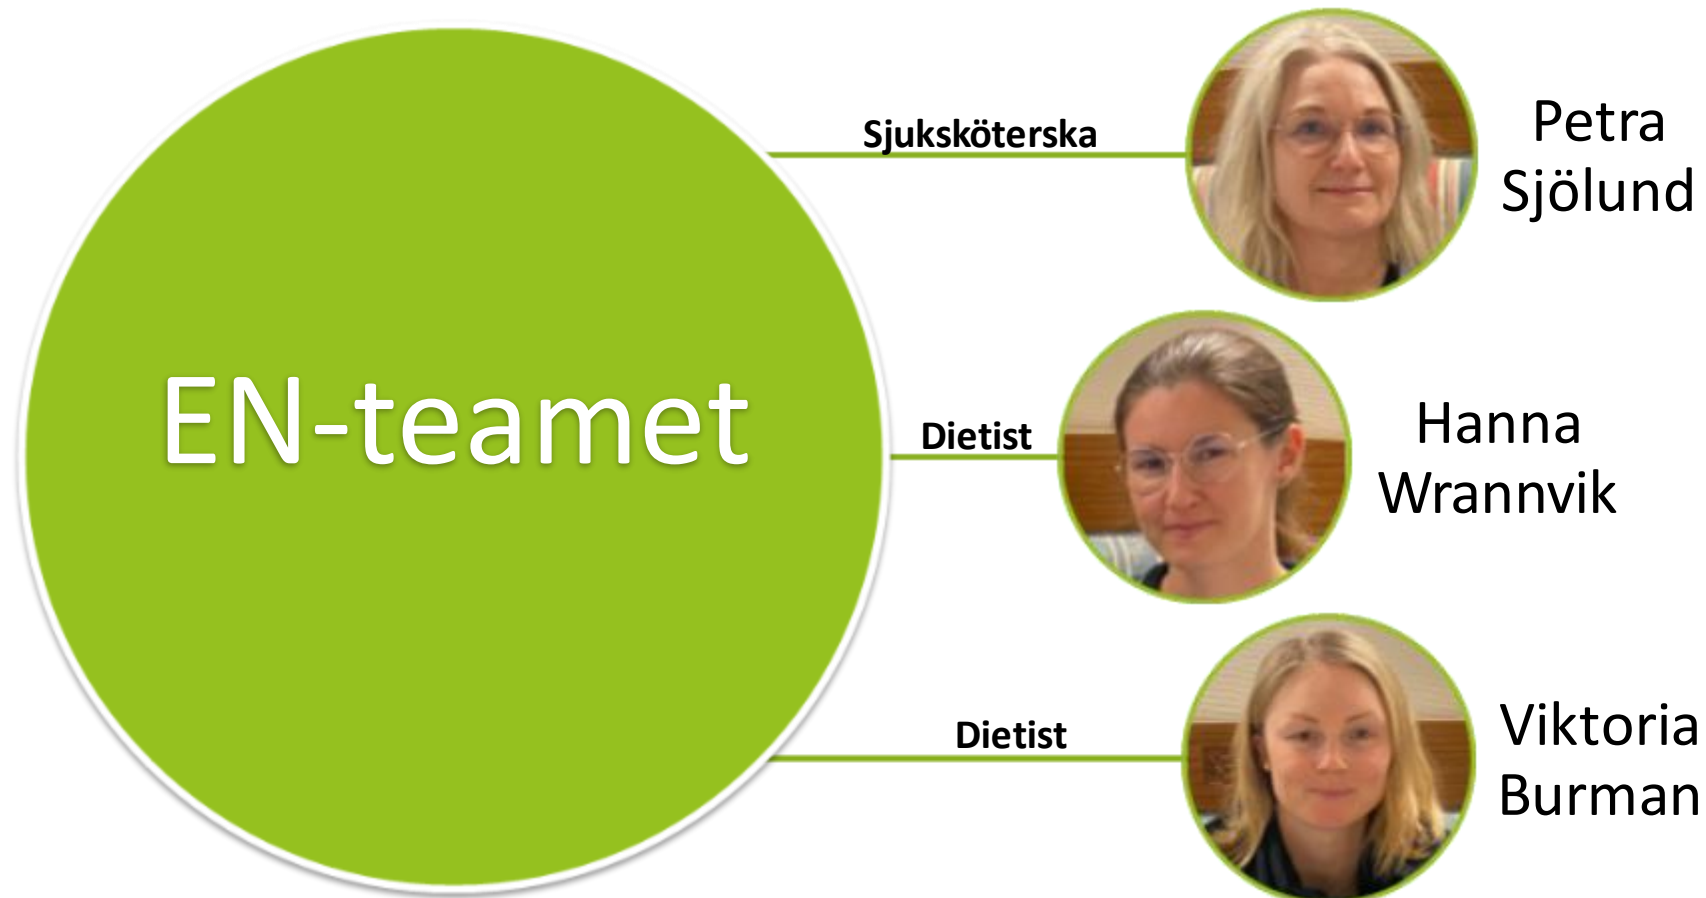 EN-teamet
Sjuksköterska
Petra
Sjölund
Dietist
Hanna
Wrannvik
Dietist
Viktoria
Burman